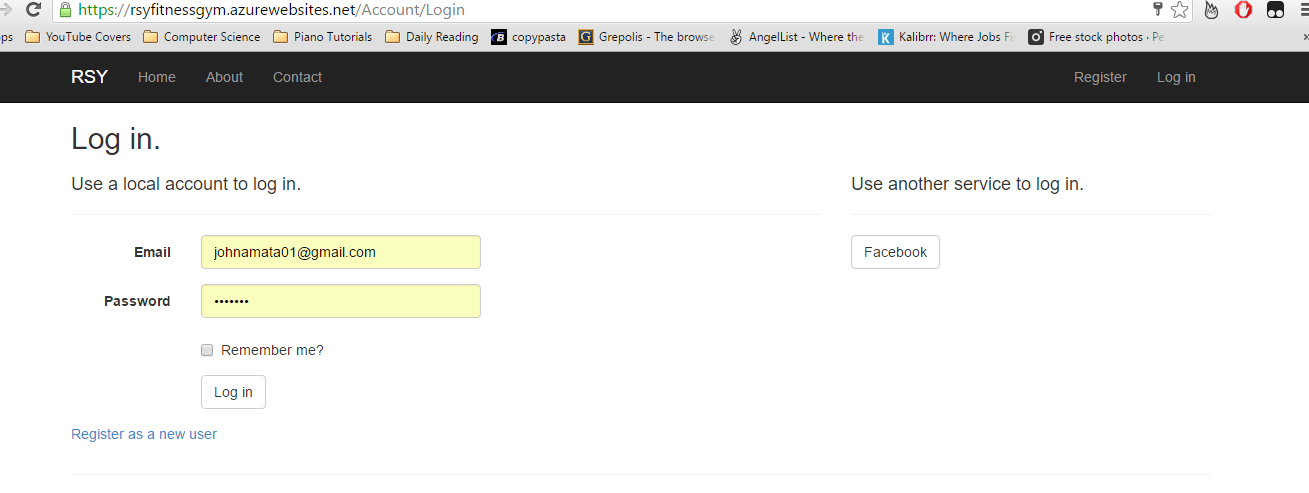 https://rsyfitnessgym.azurewebsites.net/Account/Login
ps YouTube Covers Computer Science Piano Tutorials Daily Reading copypasta Grepolis - The browse AngelList - Where the Kalibrr: Where Jobs Fi Free stock photos · Pe
RSY Home About Contact Register Log in
Log in.
Use a local account to log in.
Use another service to log in.
Email johnamata01@gmail.com
Facebook
Password •••••••
Remember me?
Log in
Register as a new user